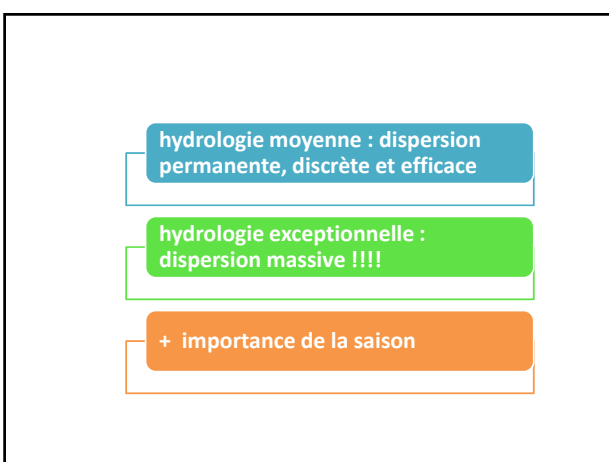 hydrologie moyenne : dispersion
permanente, discrète et efficace
hydrologie exceptionnelle :
dispersion massive !!!!
+ importance de la saison